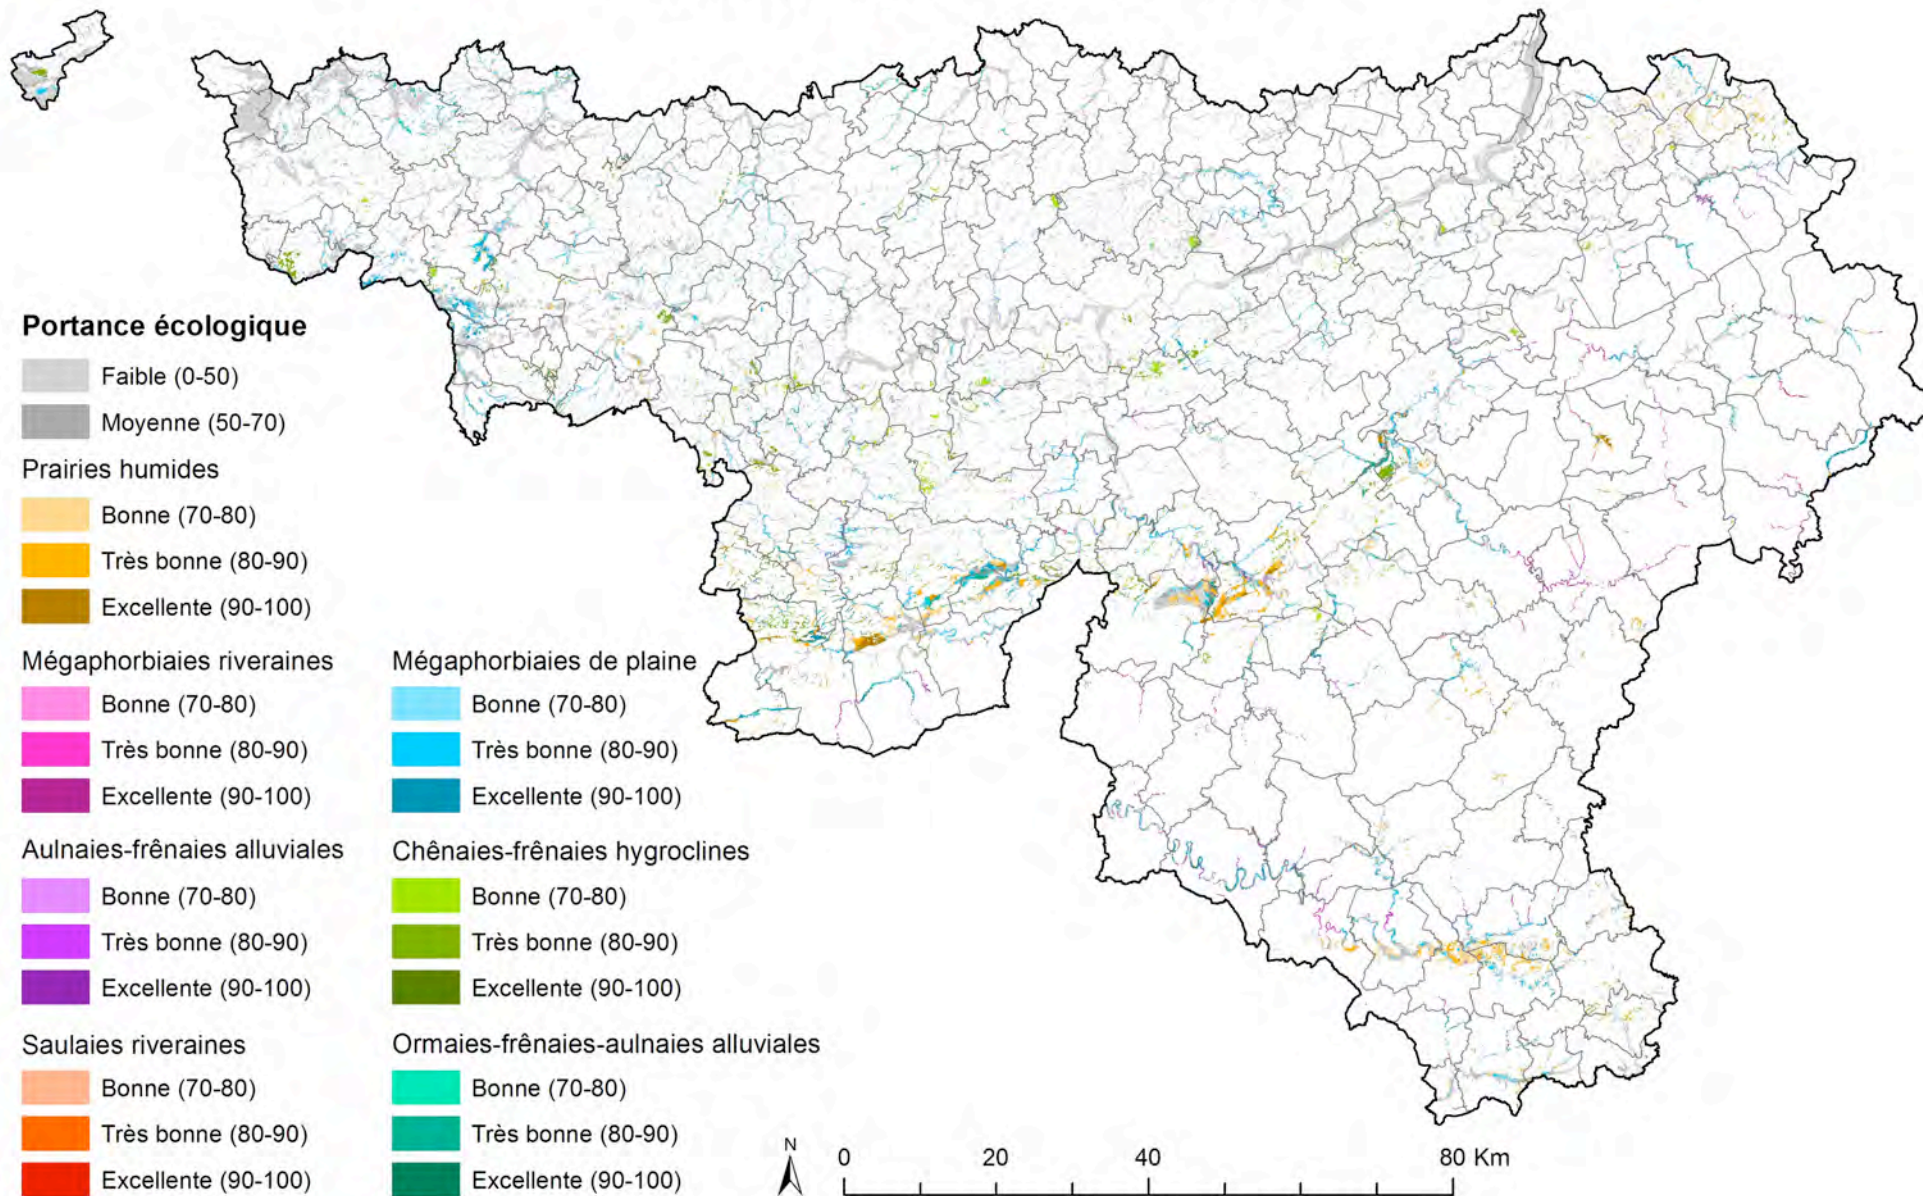 Portance écologique
Faible (0-50)
Moyenne (50-70)
Prairies humides
Bonne (70-80)
Très bonne (80-90)
Excellente (90-100)
Mégaphorbiaies riveraines
Bonne (70-80)
Très bonne (80-90)
Excellente (90-100)
Mégaphorbiaies de plaine
Bonne (70-80)
Très bonne (80-90)
Excellente (90-100)
Aulnaies-frênaies alluviales
Bonne (70-80)
Très bonne (80-90)
Excellente (90-100)
Chênaies-frênaies hygroclines
Bonne (70-80)
Très bonne (80-90)
Excellente (90-100)
Saulaies riveraines
Bonne (70-80)
Très bonne (80-90)
Excellente (90-100)
Ormaies-frênaies-aulnaies alluviales
Bonne (70-80)
Très bonne (80-90)
Excellente (90-100)
N
0 20 40 80 Km